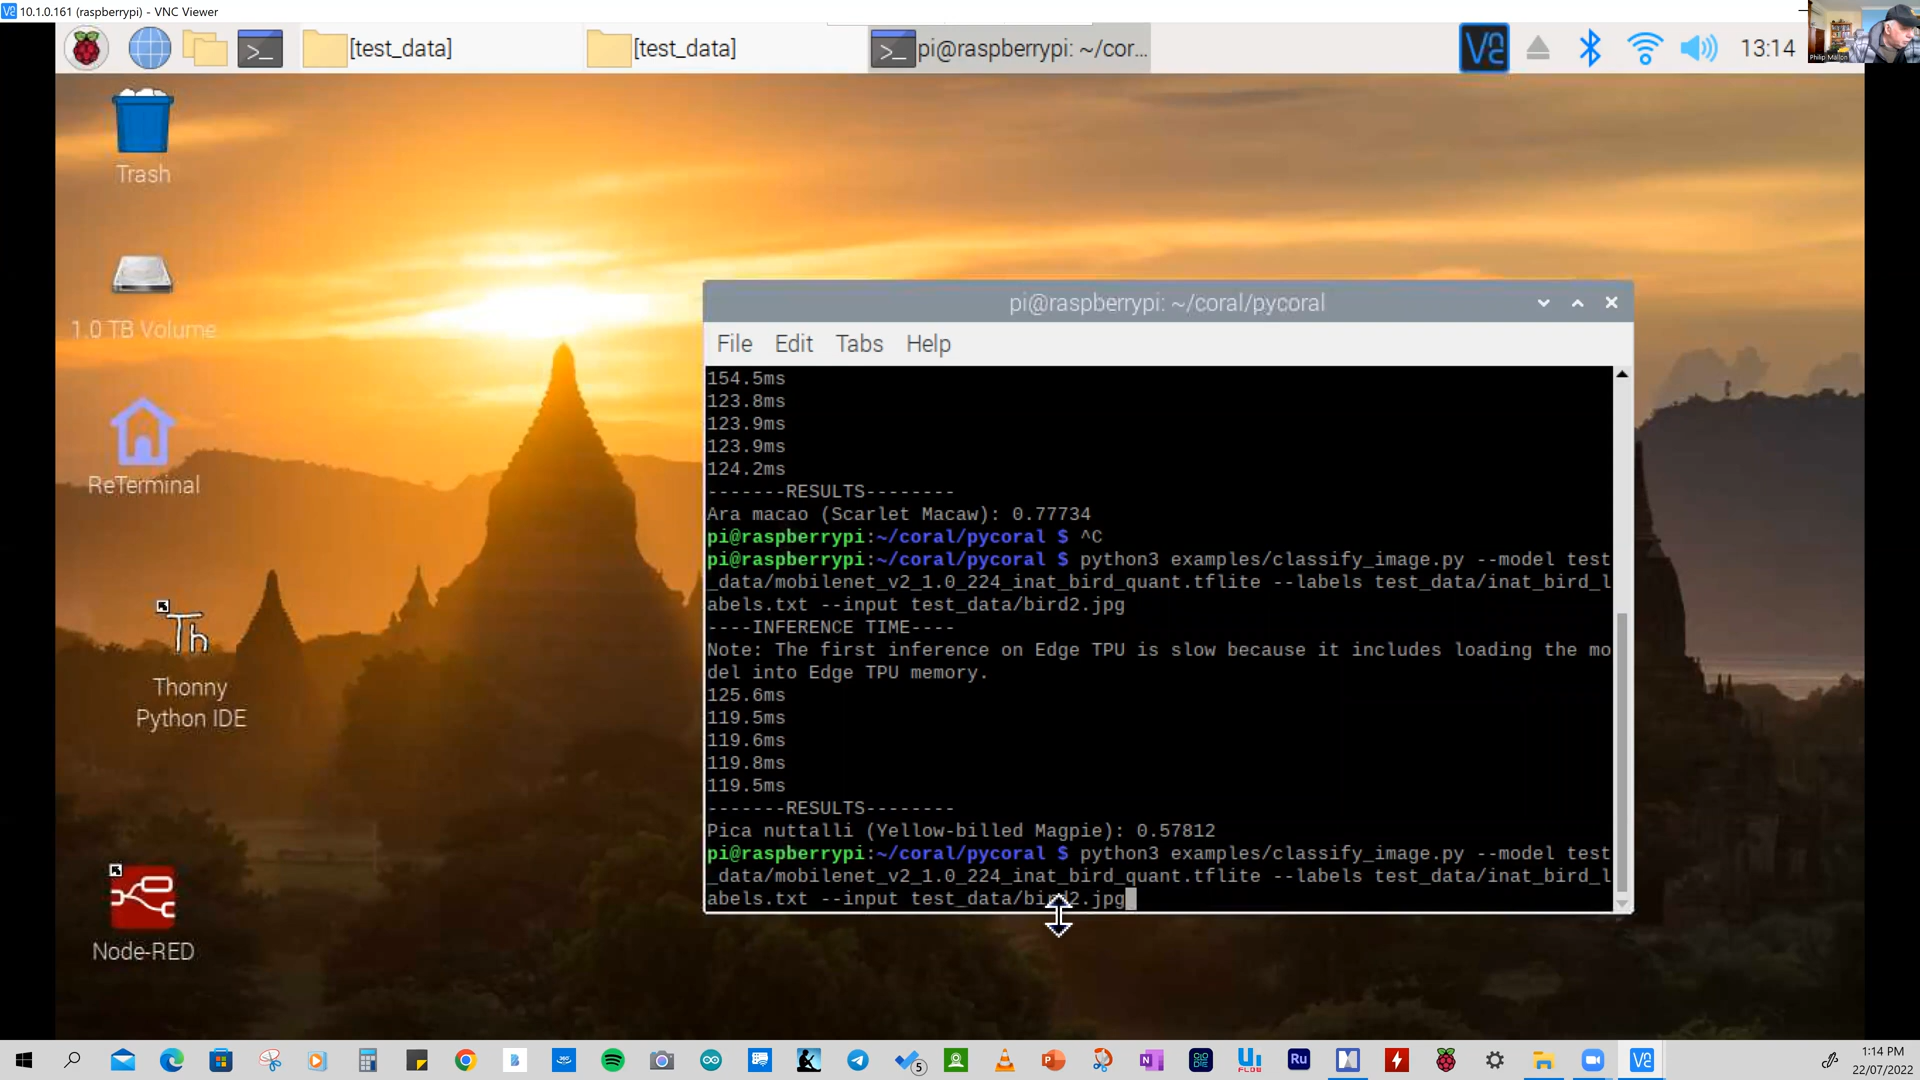 10.1.0.161 (raspberrypi) - VNC Viewer
[test_data]
[test_data]
pi@raspberrypi: ~/cor...
13:14
Philip Mallon
Trash
1.0 TB Volume
ReTerminal
Th
Thonny
Python IDE
Node-RED
pi@raspberrypi: ~/coral/pycoral
File Edit Tabs Help
154.5ms
123.8ms
123.9ms
123.9ms
124.2ms
-------RESULTS--------
Ara macao (Scarlet Macaw): 0.77734
pi@raspberrypi:~/coral/pycoral $ ^C
pi@raspberrypi:~/coral/pycoral $ python3 examples/classify_image.py --model test
_data/mobilenet_v2_1.0_224_inat_bird_quant.tflite --labels test_data/inat_bird_l
abels.txt --input test_data/bird2.jpg
----INFERENCE TIME----
Note: The first inference on Edge TPU is slow because it includes loading the mo
del into Edge TPU memory.
125.6ms
119.5ms
119.6ms
119.8ms
119.5ms
-------RESULTS--------
Pica nuttalli (Yellow-billed Magpie): 0.57812
pi@raspberrypi:~/coral/pycoral $ python3 examples/classify_image.py --model test
_data/mobilenet_v2_1.0_224_inat_bird_quant.tflite --labels test_data/inat_bird_l
abels.txt --input test_data/bird2.jpg
360
5
Ru
1:14 PM
22/07/2022